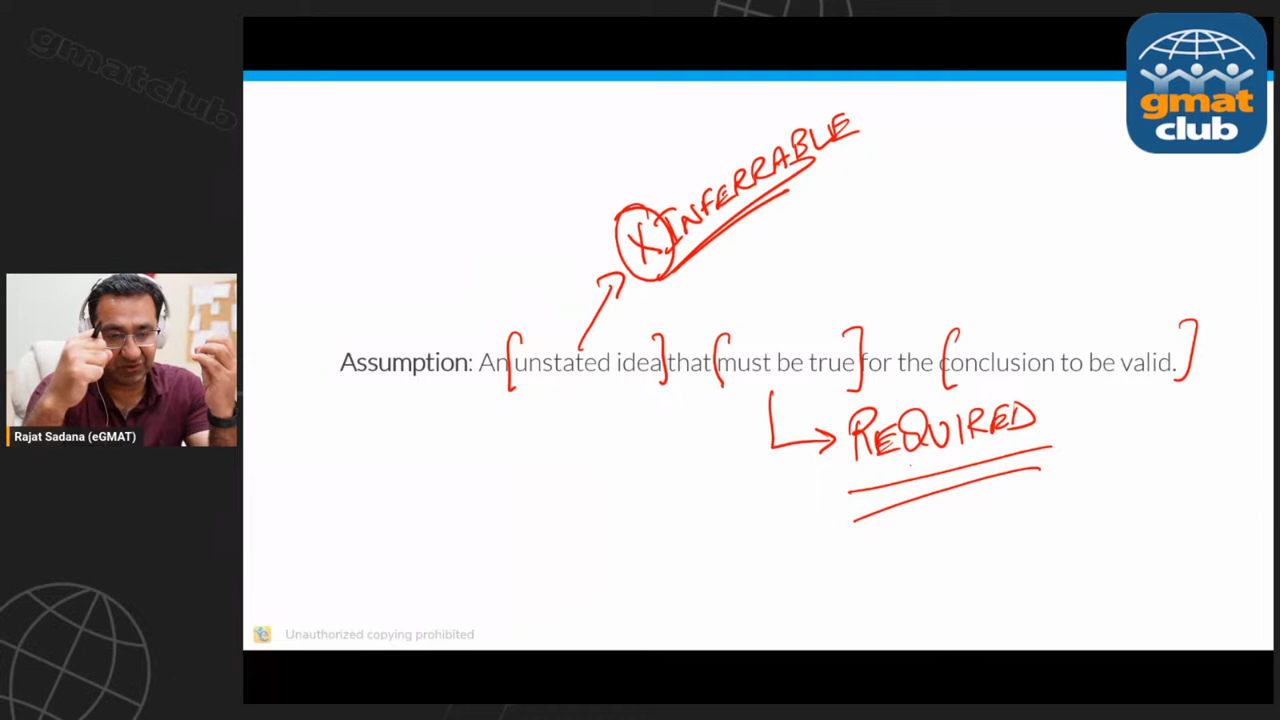 gmatclub
gmat
club
X INFERRABLE
Assumption: An unstated idea that must be true for the conclusion to be valid.
REQUIRED
Rajat Sadana (eGMAT)
Unauthorized copying prohibited